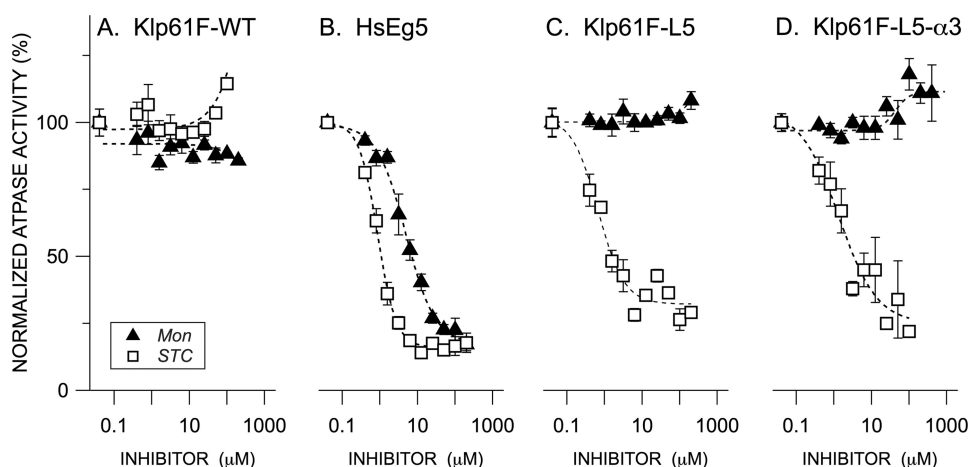 A. Klp61F-WT B. HsEg5 C. Klp61F-L5 D. Klp61F-L5-α3
NORMALIZED ATPASE ACTIVITY (%)
100
50
0
Mon
STC
0.1 10 1000 0.1 10 1000 0.1 10 1000 0.1 10 1000
INHIBITOR (μM) INHIBITOR (μM) INHIBITOR (μM) INHIBITOR (μM)